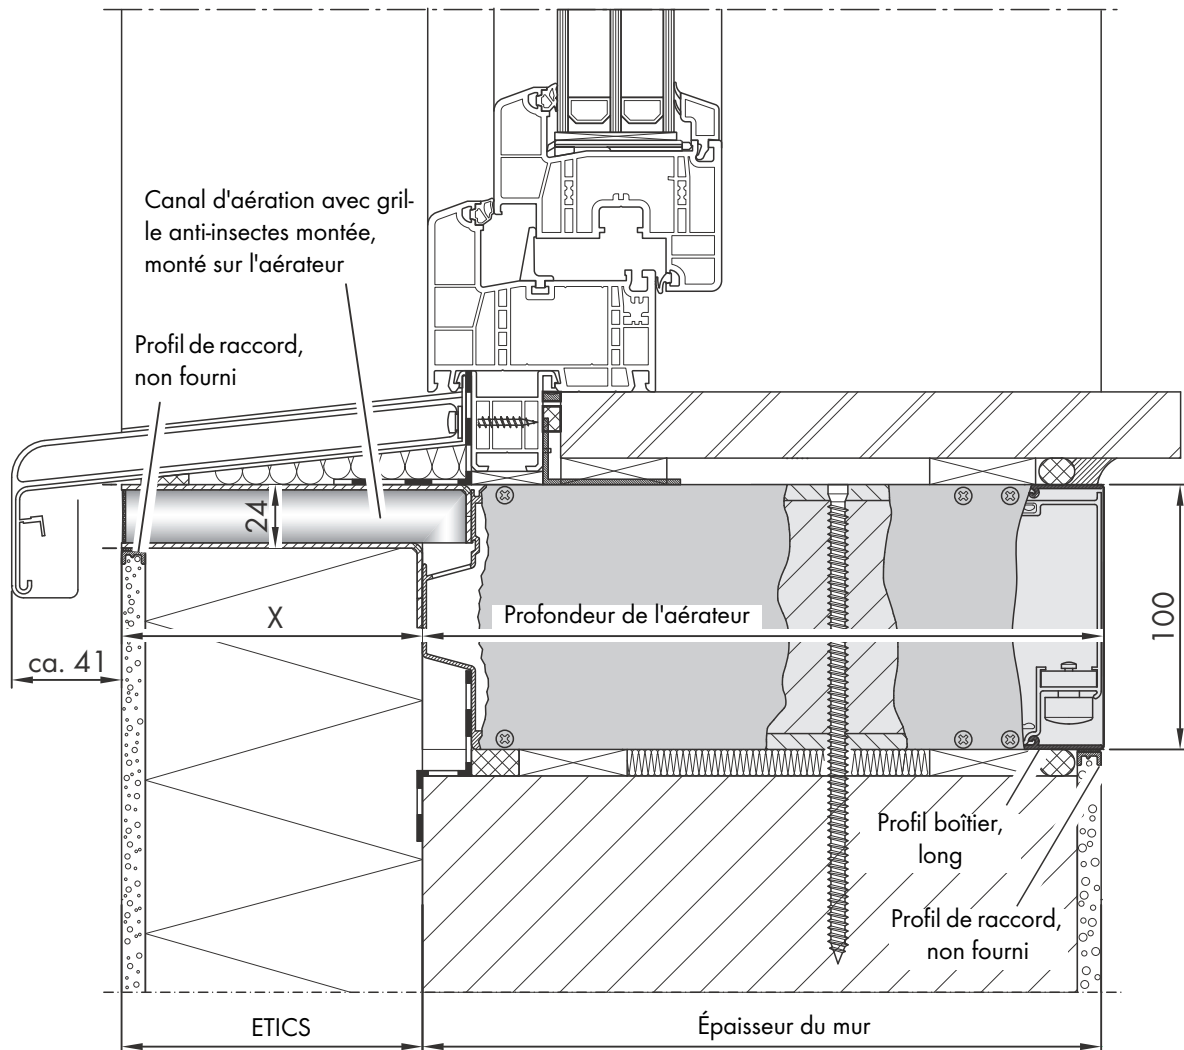 Canal d'aération avec gril-
le anti-insectes montée,
monté sur l'aérateur
Profil de raccord,
non fourni
24
X
Profondeur de l'aérateur
100
ca. 41
Profil boîtier,
long
Profil de raccord,
non fourni
ETICS
Épaisseur du mur